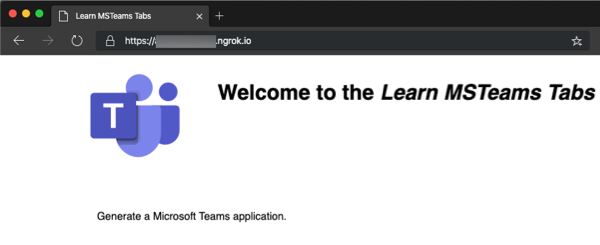 Learn MSTeams Tabs
https://.ngrok.io
T
Welcome to the Learn MSTeams Tabs
Generate a Microsoft Teams application.